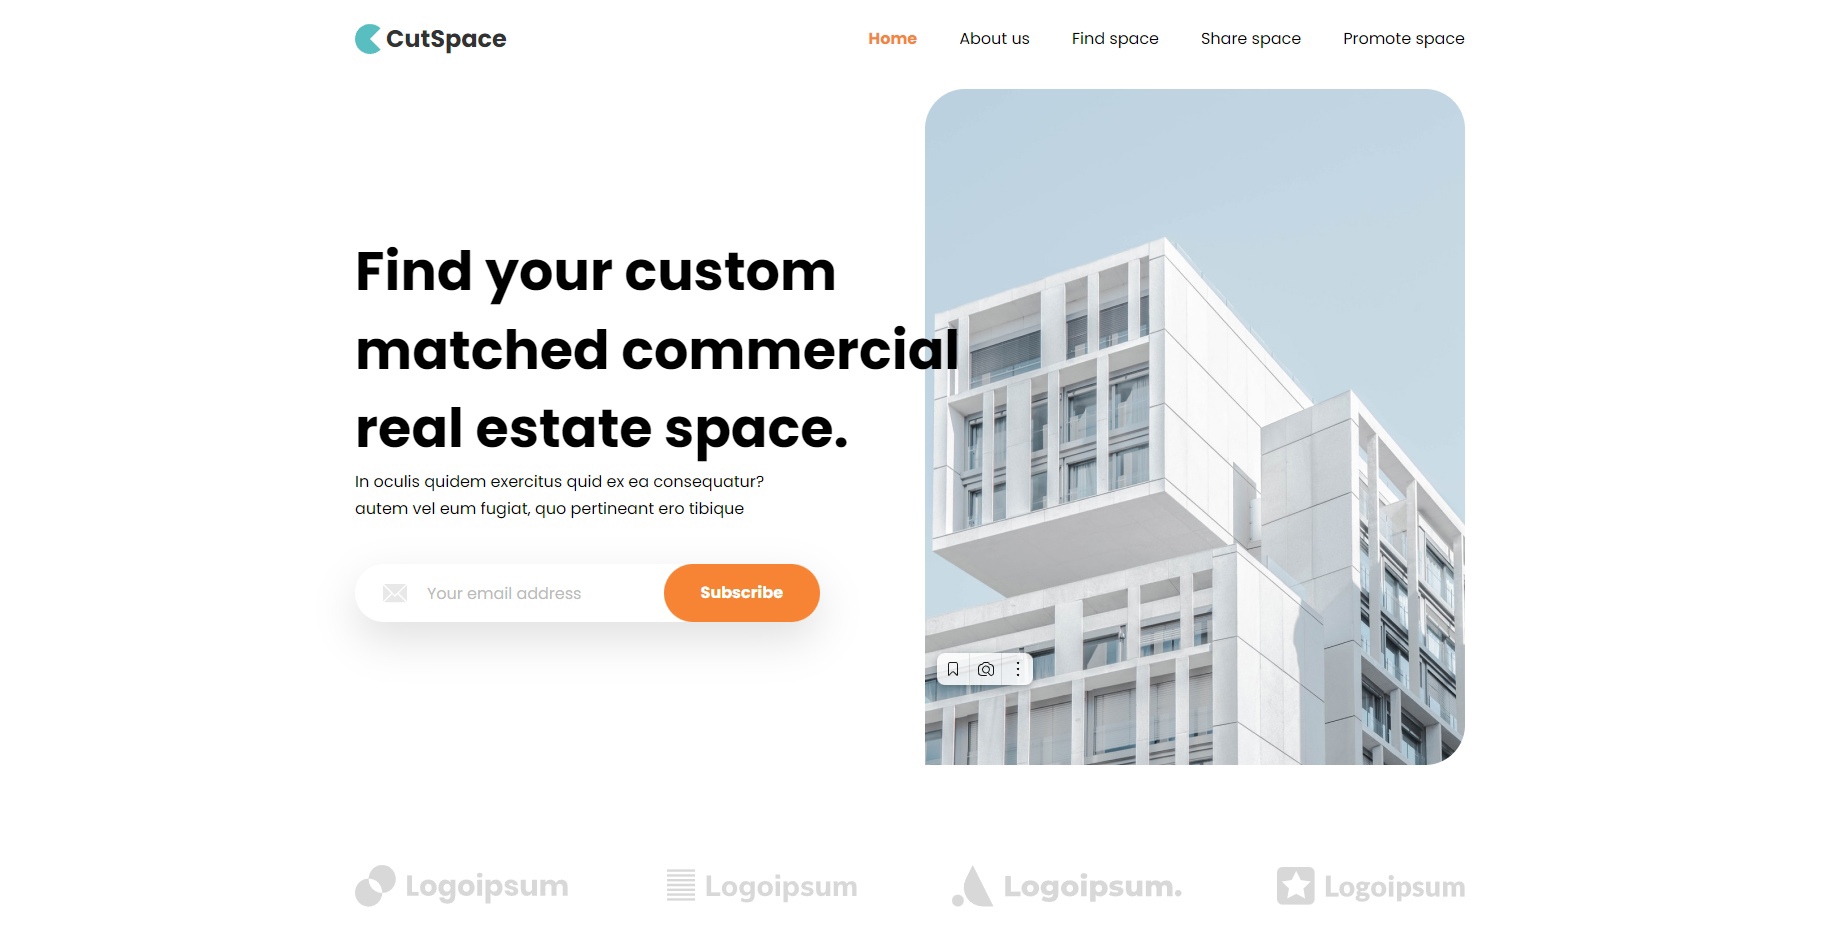 CutSpace
Home
About us
Find space
Share space
Promote space
Find your custom
matched commercial
real estate space.
In oculis quidem exercitus quid ex ea consequatur?
autem vel eum fugiat, quo pertineant ero tibique
Your email address
Subscribe
Logoipsum
Logoipsum
Logoipsum.
Logoipsum